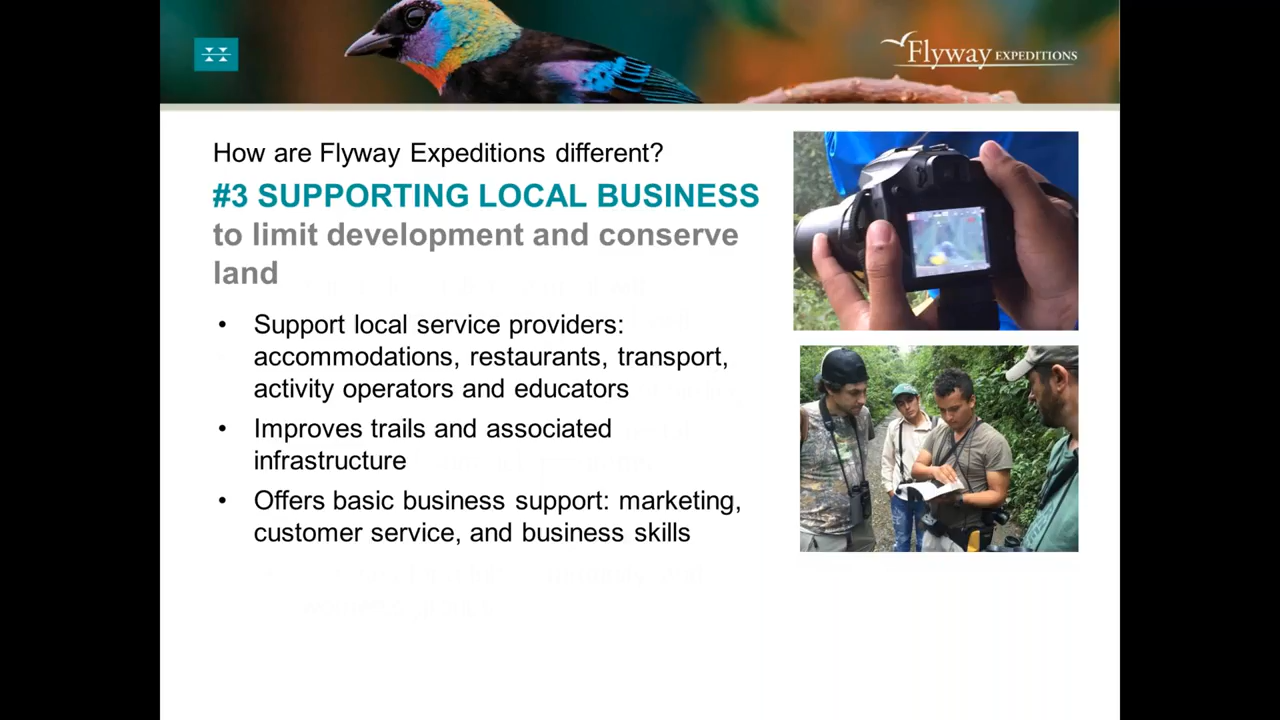 Flyway EXPEDITIONS
How are Flyway Expeditions different?
#3 SUPPORTING LOCAL BUSINESS
to limit development and conserve
land
• Support local service providers:
accommodations, restaurants, transport,
activity operators and educators
• Improves trails and associated
infrastructure
• Offers basic business support: marketing,
customer service, and business skills